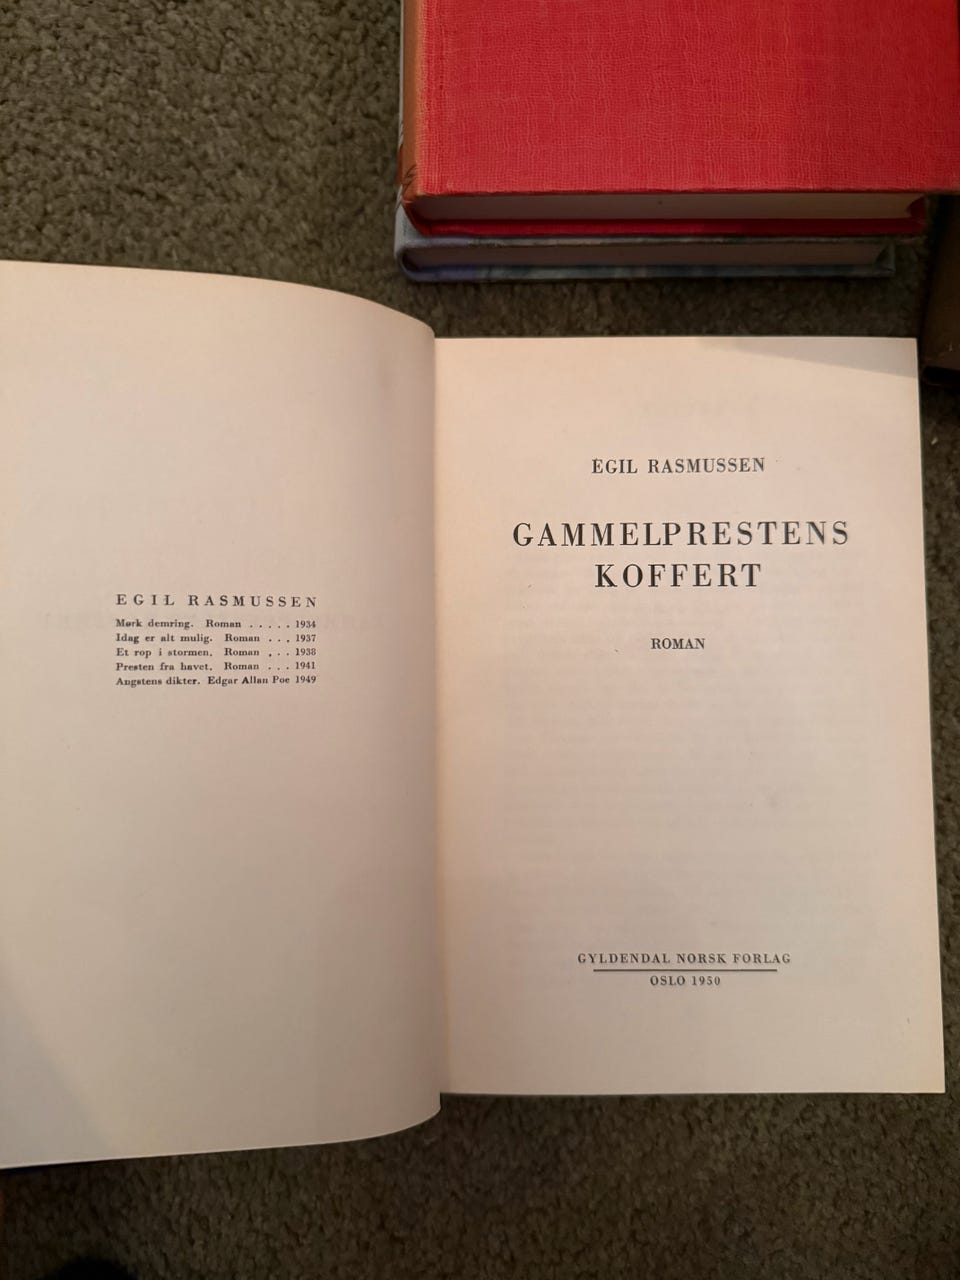 EGIL RASMUSSEN
Mørk demring. Roman . . . . . 1934
Idag er alt mulig. Roman . . . 1937
Et rop i stormen. Roman . . . 1938
Presten fra havet. Roman . . . 1941
Angstens dikter. Edgar Allan Poe 1949
EGIL RASMUSSEN
GAMMELPRESTENS
KOFFERT
ROMAN
GYLDENDAL NORSK FORLAG
OSLO 1950